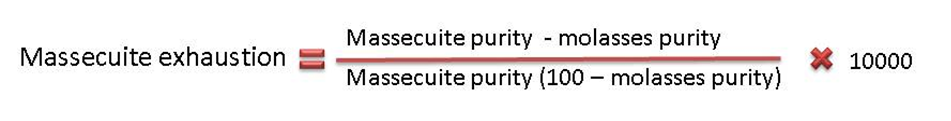 Massecuite exhaustion = Massecuite purity - molasses purity
Massecuite purity (100 – molasses purity) × 10000